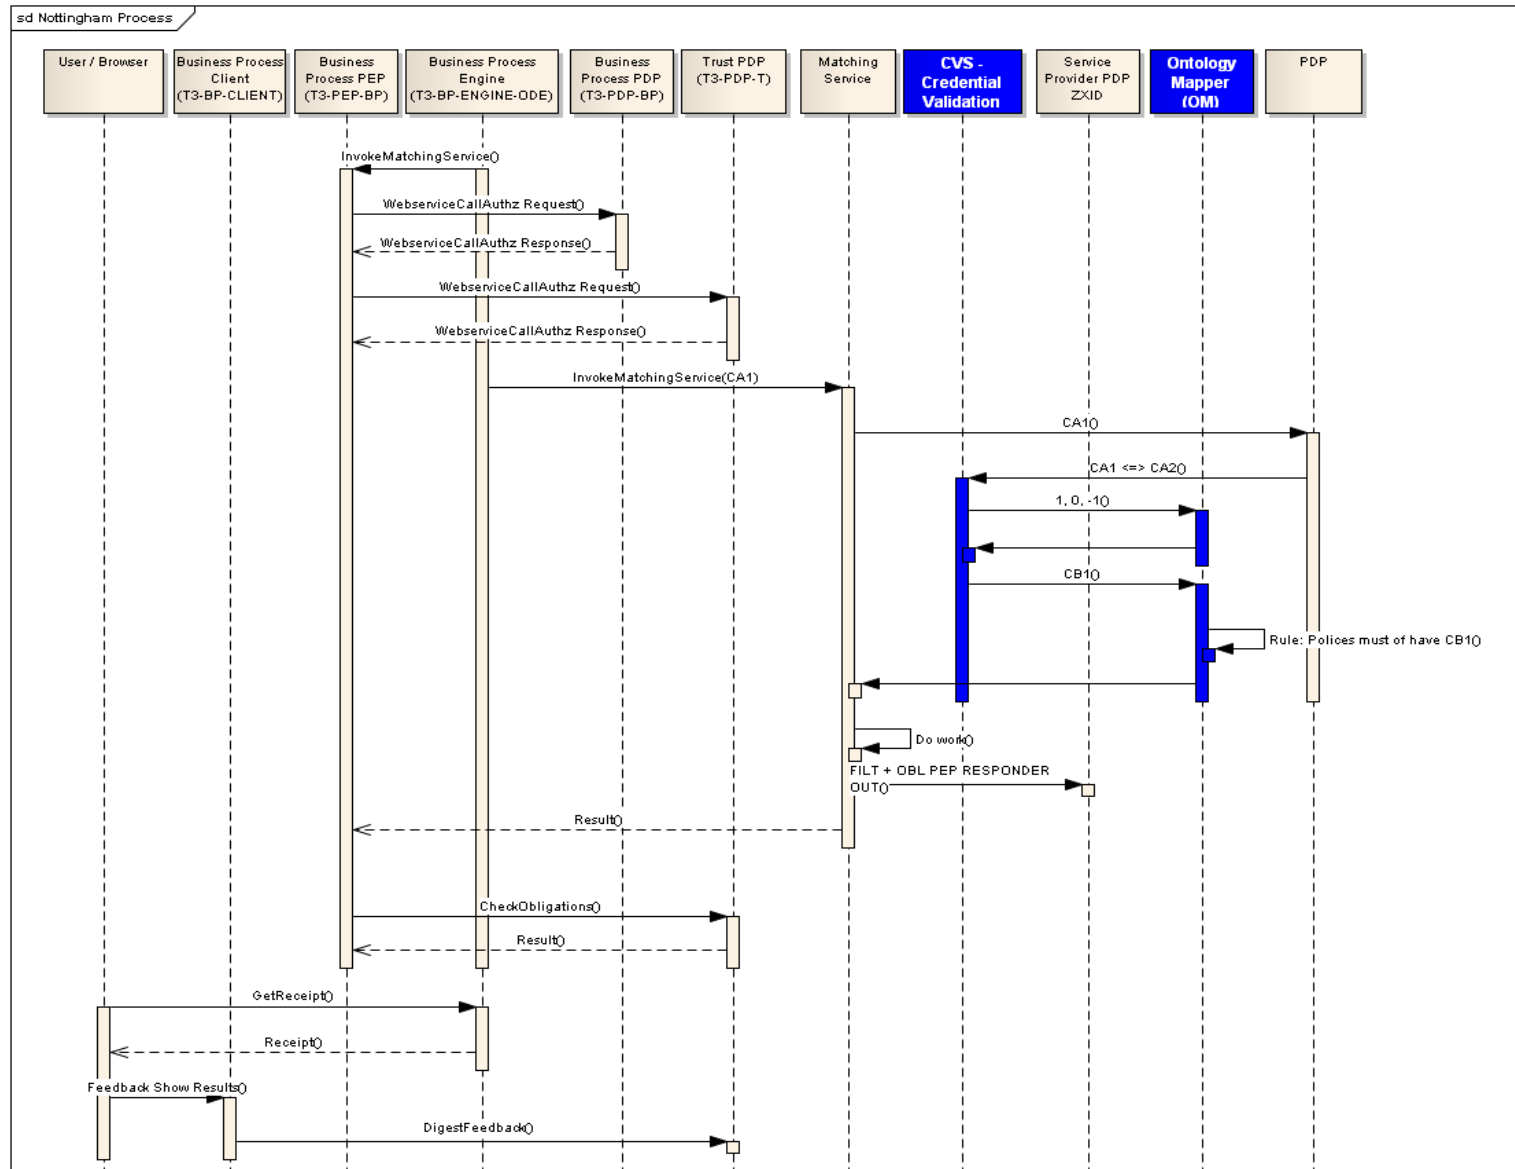 sd Nottingham Process
User / Browser
Business Process
Client
(T3-BP-CLIENT)
Business
Process PEP
(T3-PEP-BP)
Business Process
Engine
(T3-BP-ENGINE-ODE)
Business
Process PDP
(T3-PDP-BP)
Trust PDP
(T3-PDP-T)
Matching
Service
CVS -
Credential
Validation
Service
Provider PDP
ZXID
Ontology
Mapper
(OM)
PDP
InvokeMatchingService()
WebserviceCallAuthz Request()
WebserviceCallAuthz Response()
WebserviceCallAuthz Request()
WebserviceCallAuthz Response()
InvokeMatchingService(CA1)
CA1()
CA1 <=> CA2()
1, 0, -1()
CB1()
Rule: Polices must of have CB1()
Do work()
FILT + OBL PEP RESPONDER
OUT()
Result()
CheckObligations()
Result()
GetReceipt()
Receipt()
Feedback Show Results()
DigestFeedback()